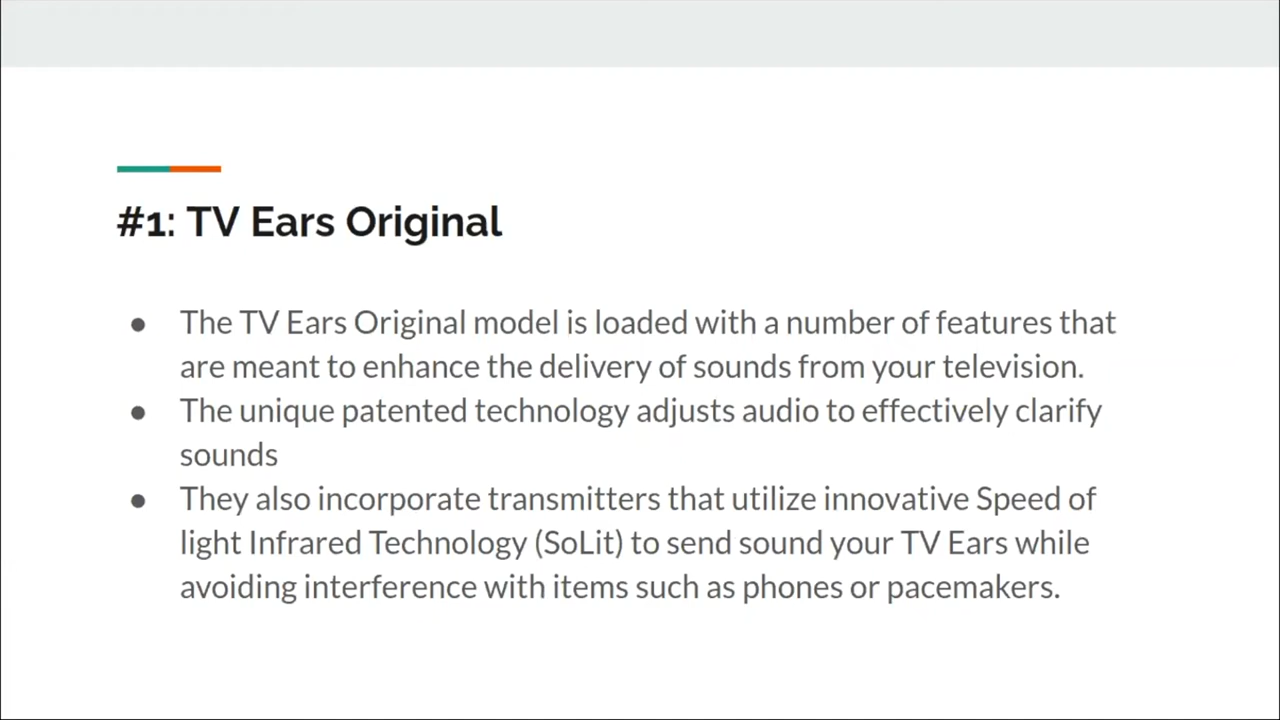 #1: TV Ears Original
● The TV Ears Original model is loaded with a number of features that
are meant to enhance the delivery of sounds from your television.
● The unique patented technology adjusts audio to effectively clarify
sounds
● They also incorporate transmitters that utilize innovative Speed of
light Infrared Technology (SoLit) to send sound your TV Ears while
avoiding interference with items such as phones or pacemakers.